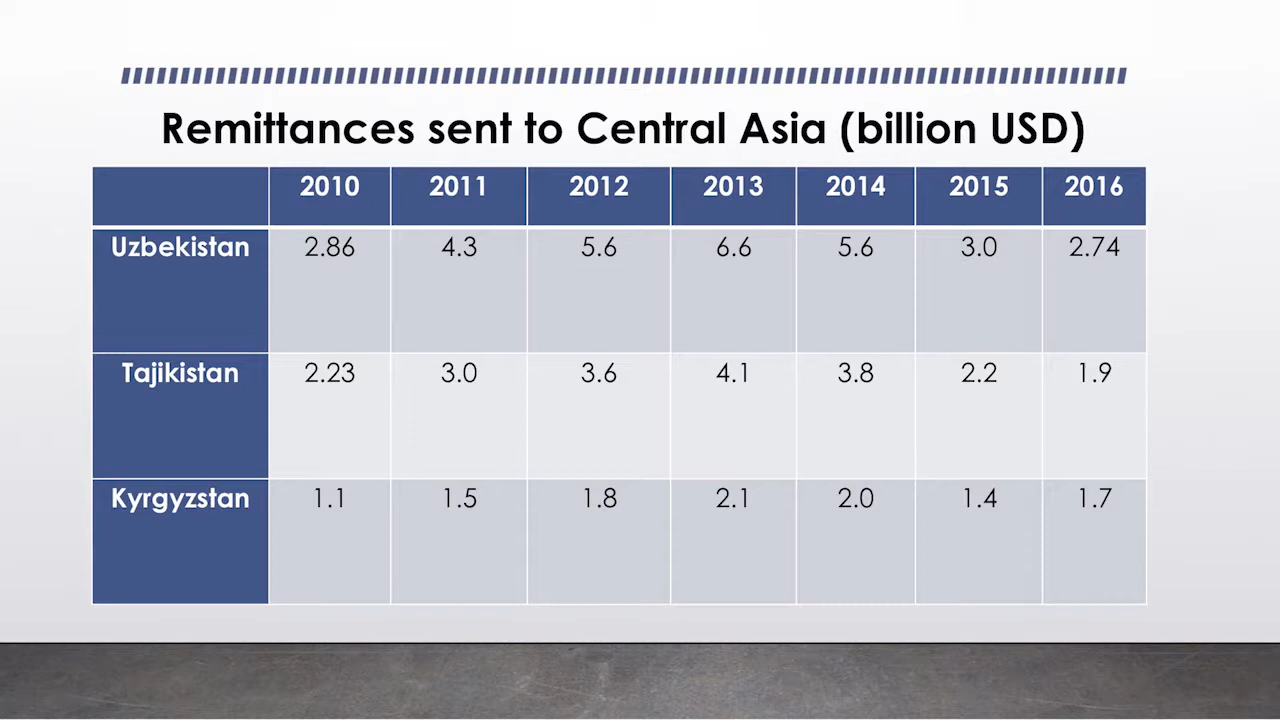 Remittances sent to Central Asia (billion USD)
2010 2011 2012 2013 2014 2015 2016
Uzbekistan 2.86 4.3 5.6 6.6 5.6 3.0 2.74
Tajikistan 2.23 3.0 3.6 4.1 3.8 2.2 1.9
Kyrgyzstan 1.1 1.5 1.8 2.1 2.0 1.4 1.7